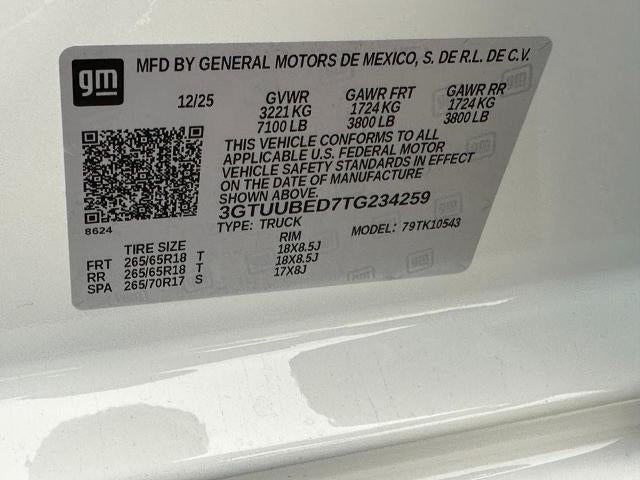 gm
MFD BY GENERAL MOTORS DE MEXICO, S. DE R.L. DE C.V.
12/25 GVWR GAWR FRT GAWR RR
3221 KG 1724 KG 1724 KG
7100 LB 3800 LB 3800 LB
THIS VEHICLE CONFORMS TO ALL
APPLICABLE U.S. FEDERAL MOTOR
VEHICLE SAFETY STANDARDS IN EFFECT
ON THE DATE OF MANUFACTURE
SHOWN ABOVE.
3GTUUBED7TG234259
TYPE: TRUCK MODEL: 79TK10543
8624
TIRE SIZE RIM
FRT 265/65R18 T 18X8.5J
RR 265/65R18 T 18X8.5J
SPA 265/70R17 S 17X8J